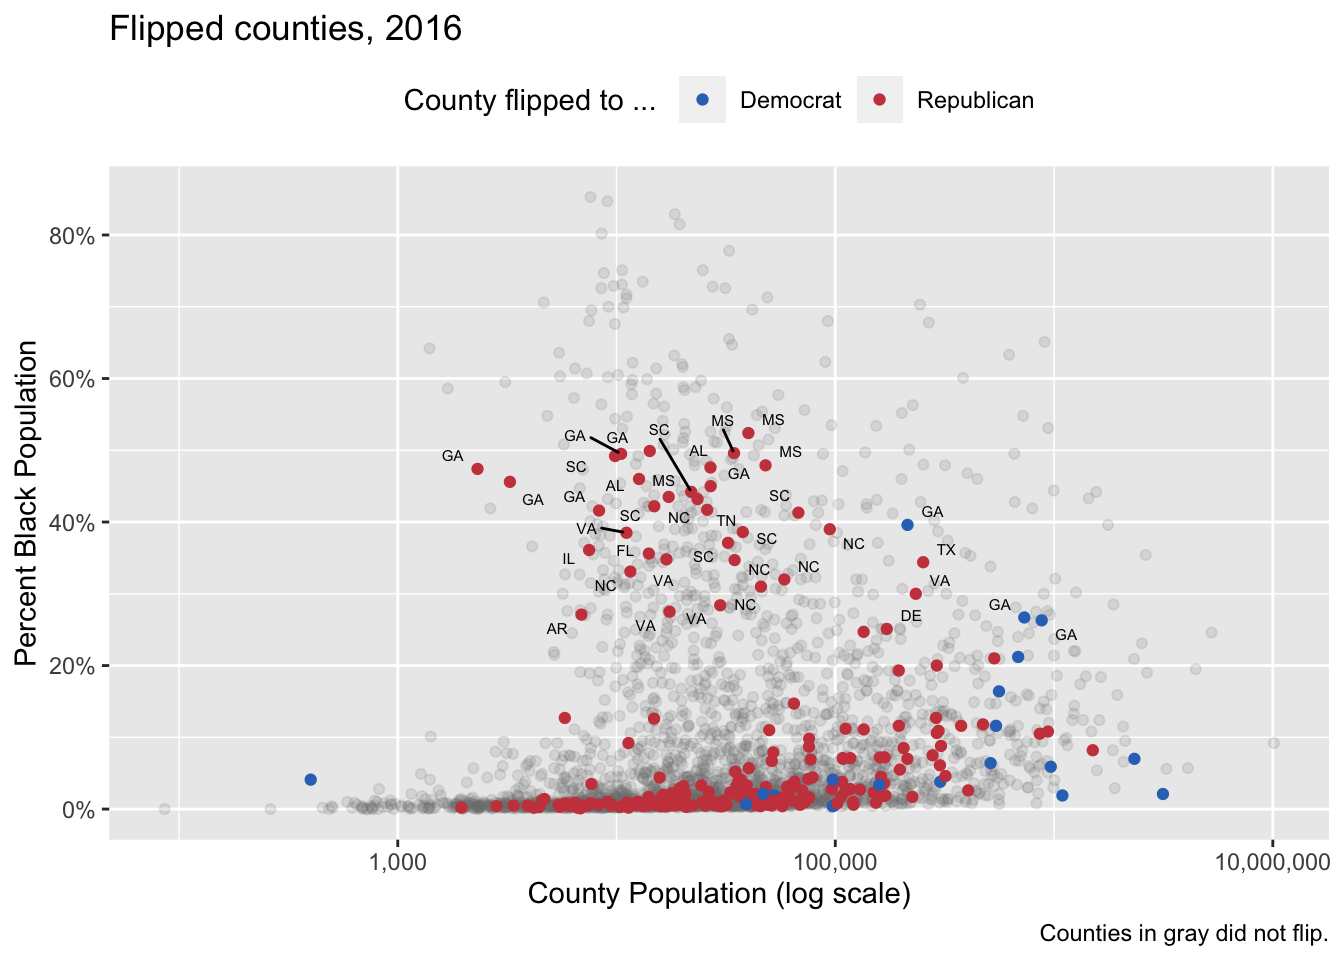 Flipped counties, 2016
County flipped to ... Democrat Republican
Percent Black Population
80%
60%
40%
20%
0%
MS MS
SC
GA GA
AL MS
GA
SC
GA
MS
AL
GA GA
SC
SC NC TN
GA
VA
SC
NC
IL FL SC
TX
NC VA NC NC
VA
GA
AR VA VA NC
DE
GA
1,000 100,000 10,000,000
County Population (log scale)
Counties in gray did not flip.